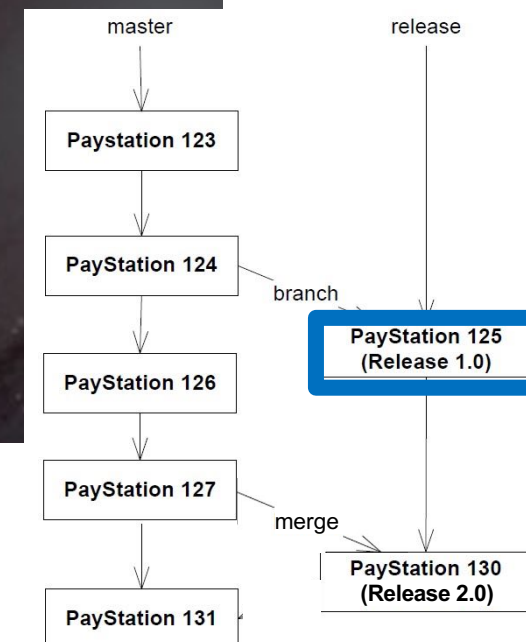 master
release
Paystation 123
PayStation 124
branch
PayStation 125
(Release 1.0)
PayStation 126
PayStation 127
merge
PayStation 130
(Release 2.0)
PayStation 131